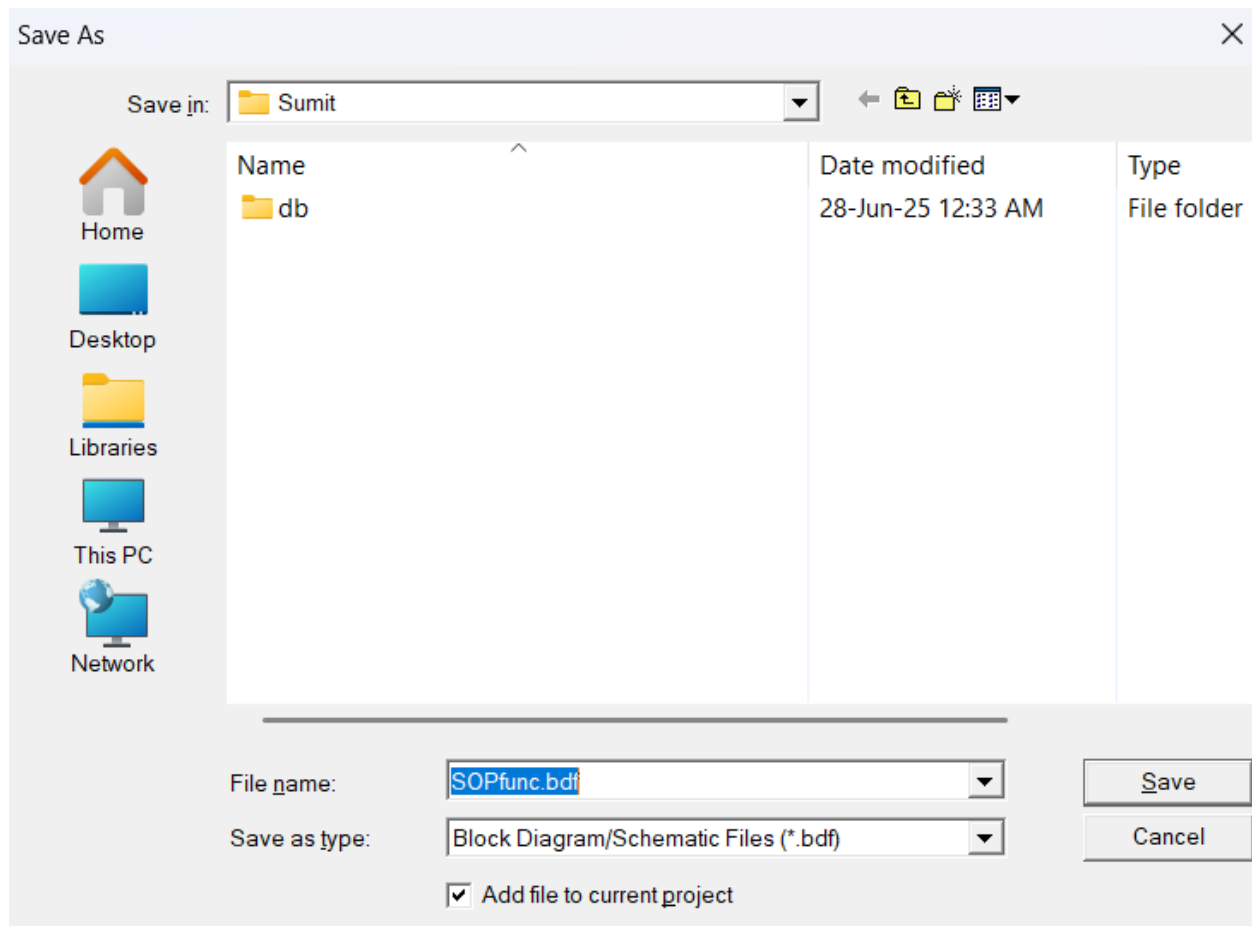 Save As
Save in: Sumit
Name Date modified Type
db 28-Jun-25 12:33 AM File folder
Home
Desktop
Libraries
This PC
Network
File name: SOPfunc.bdf Save
Save as type: Block Diagram/Schematic Files (*.bdf) Cancel
Add file to current project